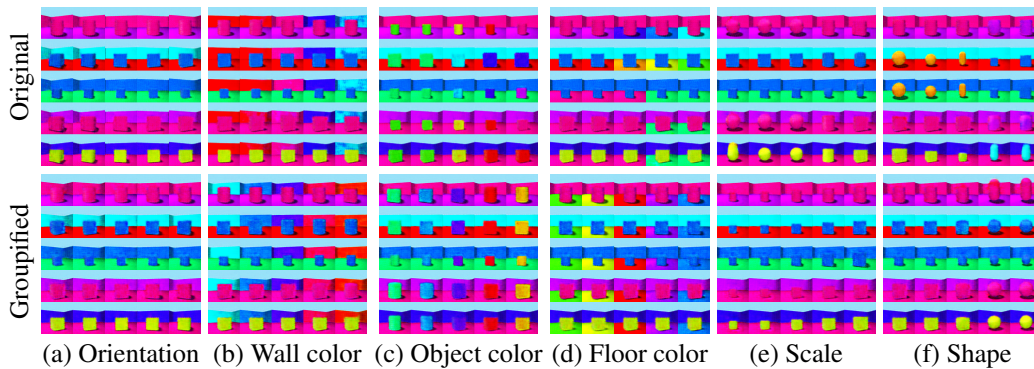 Original
Groupified
(a) Orientation (b) Wall color (c) Object color (d) Floor color (e) Scale (f) Shape